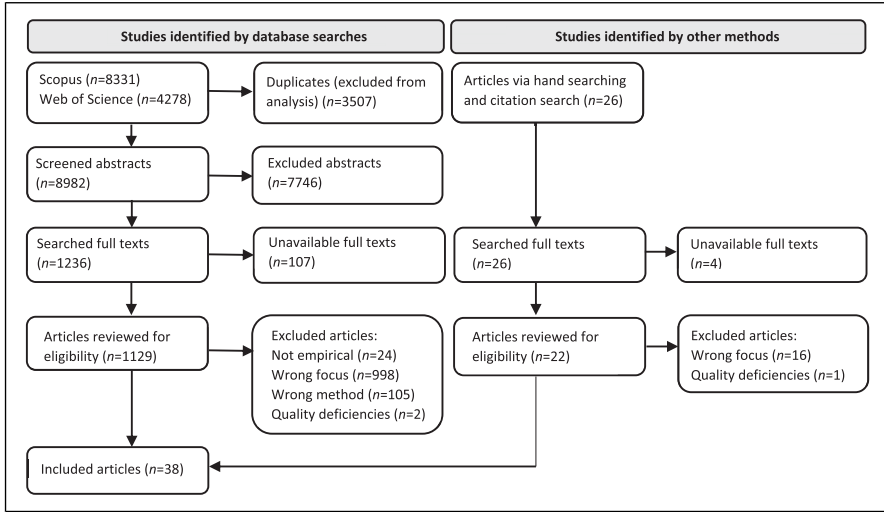 Studies identified by database searches
Studies identified by other methods
Scopus (n=8331)
Web of Science (n=4278)
Duplicates (excluded from
analysis) (n=3507)
Articles via hand searching
and citation search (n=26)
Screened abstracts
(n=8982)
Excluded abstracts
(n=7746)
Searched full texts
(n=1236)
Unavailable full texts
(n=107)
Searched full texts
(n=26)
Unavailable full texts
(n=4)
Articles reviewed for
eligibility (n=1129)
Excluded articles:
Not empirical (n=24)
Wrong focus (n=998)
Wrong method (n=105)
Quality deficiencies (n=2)
Articles reviewed for
eligibility (n=22)
Excluded articles:
Wrong focus (n=16)
Quality deficiencies (n=1)
Included articles (n=38)